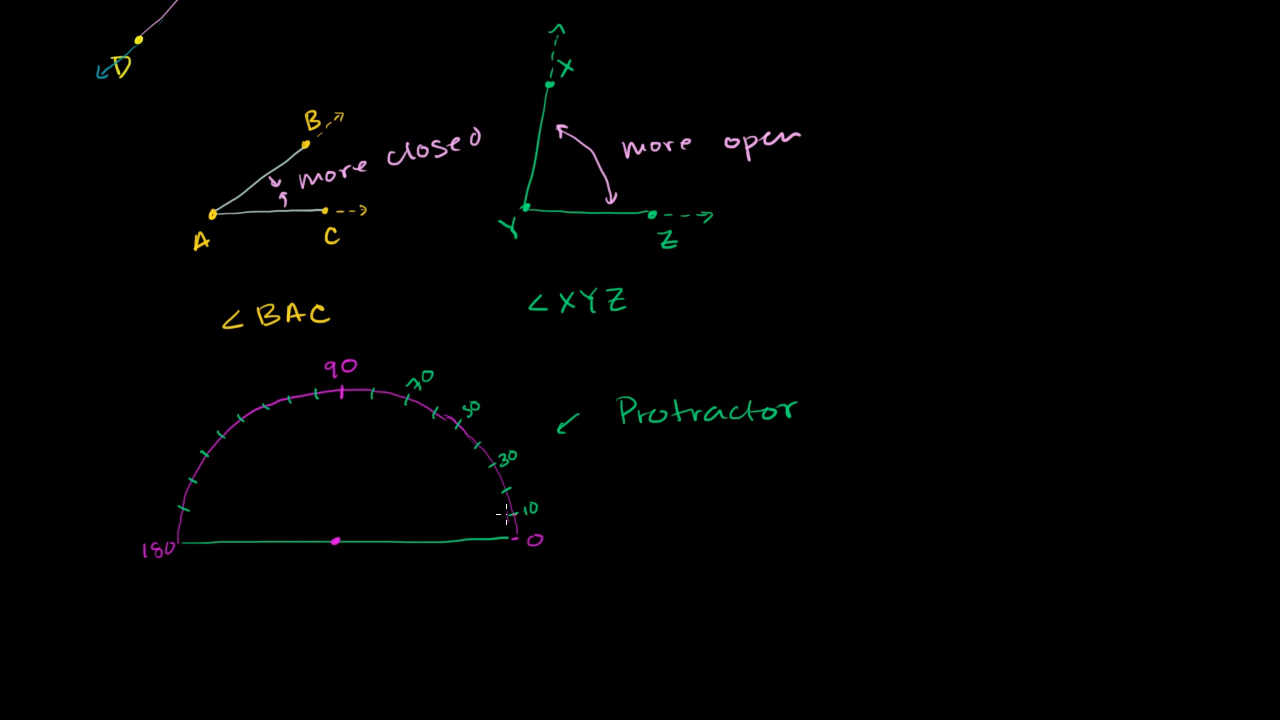 D
X
B
more closed
more open
A
C
Y
Z
<BAC
<XYZ
90
70
50
Protractor
30
10
180
0